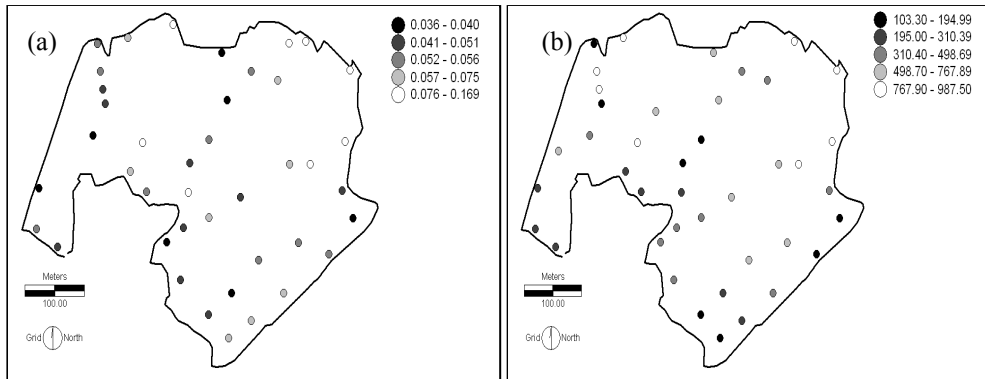 (a)
0.036 - 0.040
0.041 - 0.051
0.052 - 0.056
0.057 - 0.075
0.076 - 0.169
Meters
100.00
Grid North
(b)
103.30 - 194.99
195.00 - 310.39
310.40 - 498.69
498.70 - 767.89
767.90 - 987.50
Meters
100.00
Grid North